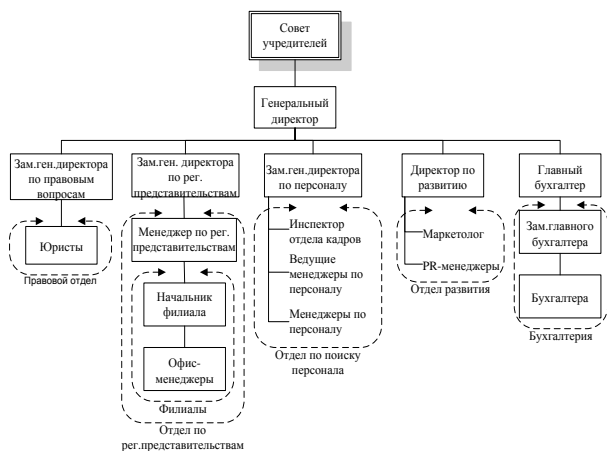 Совет
учредителей
Генеральный
директор
Зам.ген.директора
по правовым
вопросам
Зам.ген. директора
по рег.
представительствам
Зам.ген.директора
по персоналу
Директор по
развитию
Главный
бухгалтер
Юристы
Правовой отдел
Менеджер по рег.
представительствам
Начальник
филиала
Офис-
менеджеры
Филиалы
Отдел по
рег.представительствам
Инспектор
отдела кадров
Ведущие
менеджеры по
персоналу
Менеджеры по
персоналу
Отдел по поиску
персонала
Маркетолог
PR-менеджеры
Отдел развития
Зам.главного
бухгалтера
Бухгалтера
Бухгалтерия